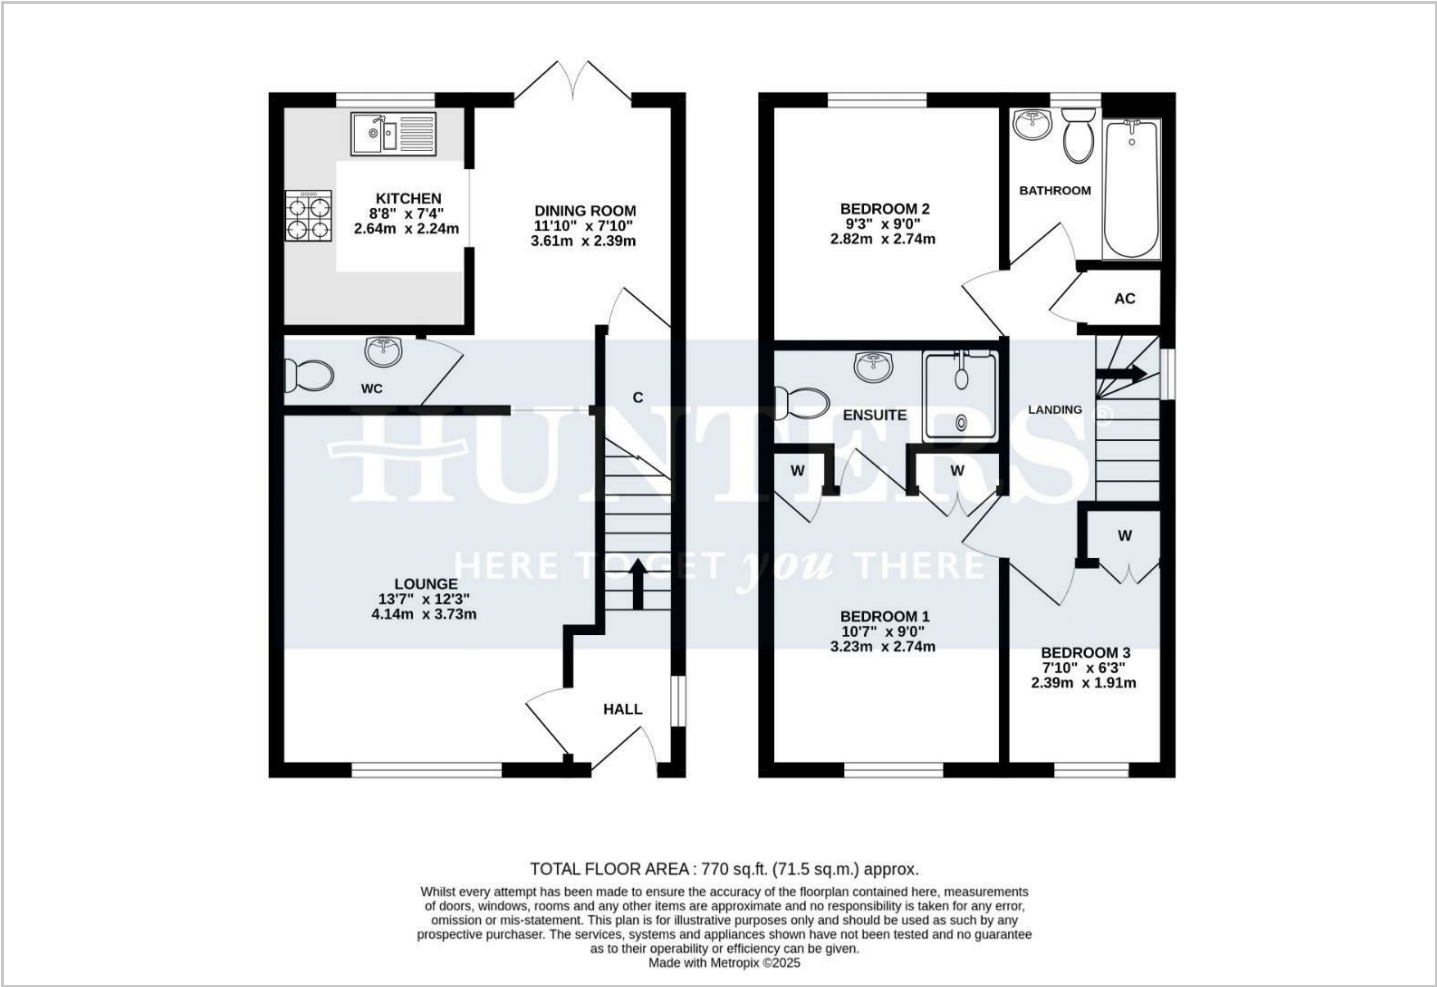 KITCHEN
8'8" x 7'4"
2.64m x 2.24m
DINING ROOM
11'10" x 7'10"
3.61m x 2.39m
WC
C
LOUNGE
13'7" x 12'3"
4.14m x 3.73m
HALL
BEDROOM 2
9'3" x 9'0"
2.82m x 2.74m
BATHROOM
AC
ENSUITE
LANDING
W
W
W
BEDROOM 1
10'7" x 9'0"
3.23m x 2.74m
BEDROOM 3
7'10" x 6'3"
2.39m x 1.91m
HUNTERS®
HERE TO GET you THERE
TOTAL FLOOR AREA : 770 sq.ft. (71.5 sq.m.) approx.
Whilst every attempt has been made to ensure the accuracy of the floorplan contained here, measurements
of doors, windows, rooms and any other items are approximate and no responsibility is taken for any error,
omission or mis-statement. This plan is for illustrative purposes only and should be used as such by any
prospective purchaser. The services, systems and appliances shown have not been tested and no guarantee
as to their operability or efficiency can be given.
Made with Metropix ©2025